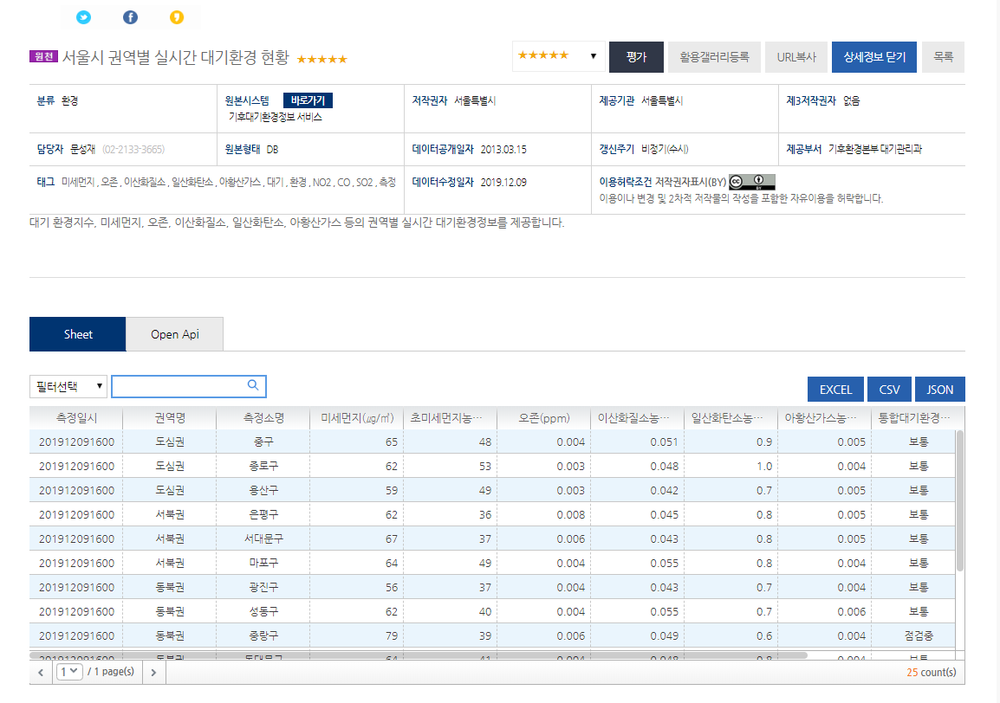 원천 서울시 권역별 실시간 대기환경 현황 ★★★★★ ★★★★★ ▼ 평가 활용갤러리등록 URL복사 상세정보 닫기 목록
분류 환경 원본시스템 바로가기 저작권자 서울특별시 제공기관 서울특별시 제3저작권자 없음
기후대기환경정보 서비스
담당자 문성재 (02-2133-3665) 원본형태 DB 데이터공개일자 2013.03.15 갱신주기 비정기(수시) 제공부서 기후환경본부 대기관리과
태그 미세먼지 , 오존 , 이산화질소 , 일산화탄소 , 아황산가스 , 대기 , 환경 , NO2 , CO , SO2 , 측정 데이터수정일자 2019.12.09 이용허락조건 저작권자표시(BY) cc BY
이용이나 변경 및 2차적 저작물의 작성을 포함한 자유이용을 허락합니다.
대기 환경지수, 미세먼지, 오존, 이산화질소, 일산화탄소, 아황산가스 등의 권역별 실시간 대기환경정보를 제공합니다.
Sheet Open Api
필터선택 ▼ EXCEL CSV JSON
측정일시 권역명 측정소명 미세먼지(㎍/㎥) 초미세먼지농··· 오존(ppm) 이산화질소농··· 일산화탄소농··· 아황산가스농··· 통합대기환경···
201912091600 도심권 중구 65 48 0.004 0.051 0.9 0.005 보통
201912091600 도심권 종로구 62 53 0.003 0.048 1.0 0.004 보통
201912091600 도심권 용산구 59 49 0.003 0.042 0.7 0.005 보통
201912091600 서북권 은평구 62 36 0.008 0.045 0.8 0.005 보통
201912091600 서북권 서대문구 67 37 0.006 0.043 0.8 0.005 보통
201912091600 서북권 마포구 64 49 0.004 0.055 0.8 0.004 보통
201912091600 동북권 광진구 56 37 0.004 0.043 0.7 0.004 보통
201912091600 동북권 성동구 62 40 0.004 0.055 0.7 0.006 보통
201912091600 동북권 중랑구 79 39 0.006 0.049 0.6 0.004 점검중
201912091600 동북권 동대문구 64 41 0.004 0.048 0.8 0.004 보통
1 / 1 page(s) 25 count(s)